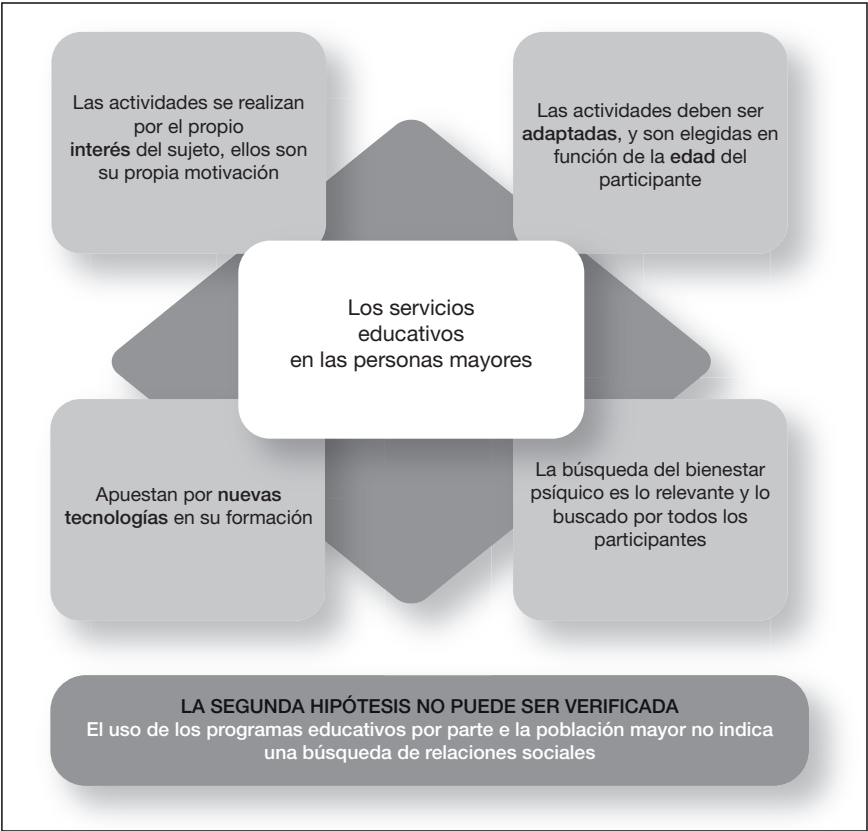 Las actividades se realizan
por el propio
interés del sujeto, ellos son
su propia motivación
Las actividades deben ser
adaptadas, y son elegidas en
función de la edad del
participante
Los servicios
educativos
en las personas mayores
Apuestan por nuevas
tecnologías en su formación
La búsqueda del bienestar
psíquico es lo relevante y lo
buscado por todos los
participantes
LA SEGUNDA HIPÓTESIS NO PUEDE SER VERIFICADA
El uso de los programas educativos por parte e la población mayor no indica
una búsqueda de relaciones sociales